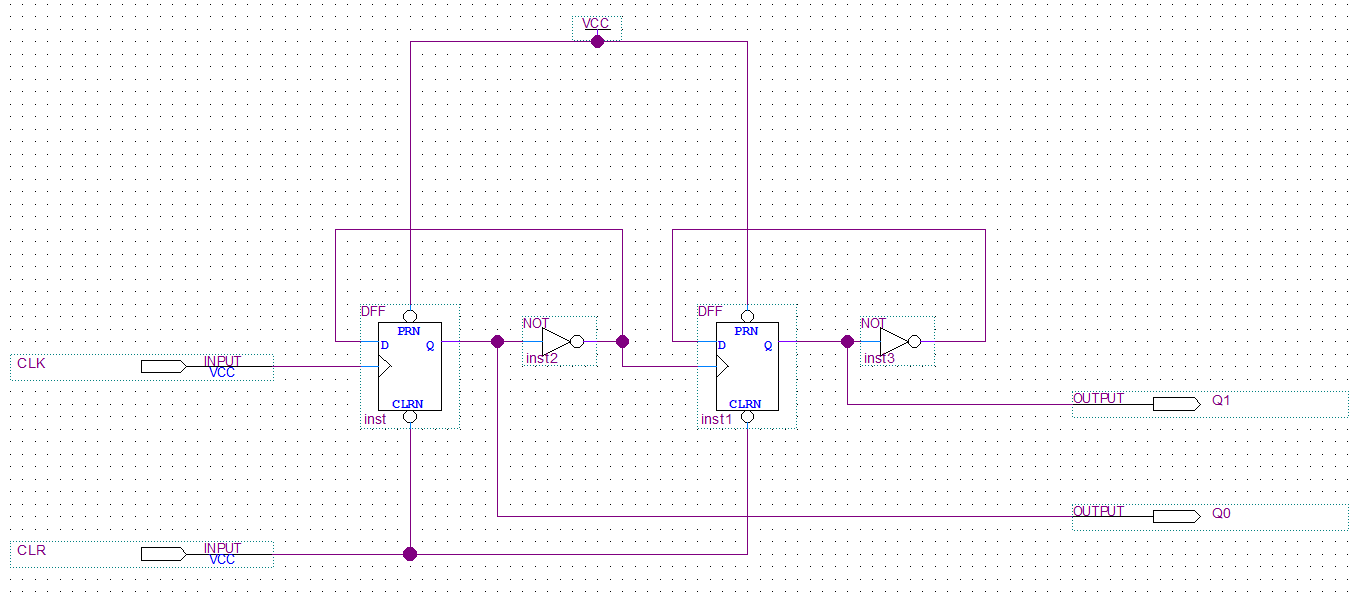 VCC
DFF
PRN
D
Q
CLRN
inst
NOT
inst2
DFF
PRN
D
Q
CLRN
inst1
NOT
inst3
CLK
INPUT
VCC
OUTPUT
Q1
OUTPUT
Q0
CLR
INPUT
VCC